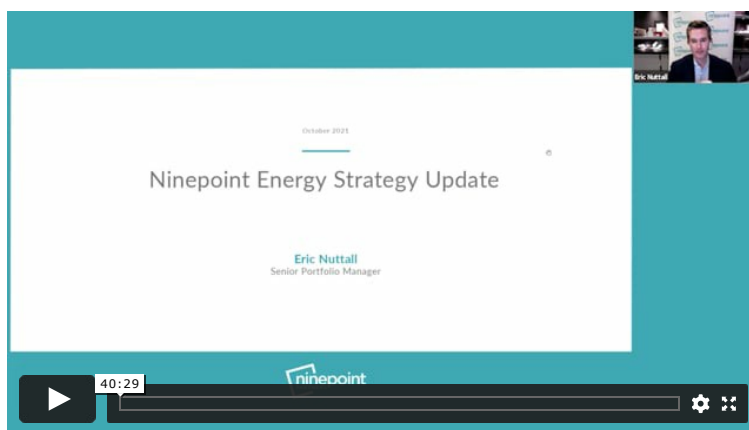 Eric Nuttall
October 2021
Ninepoint Energy Strategy Update
Eric Nuttall
Senior Portfolio Manager
ninepoint
40:29